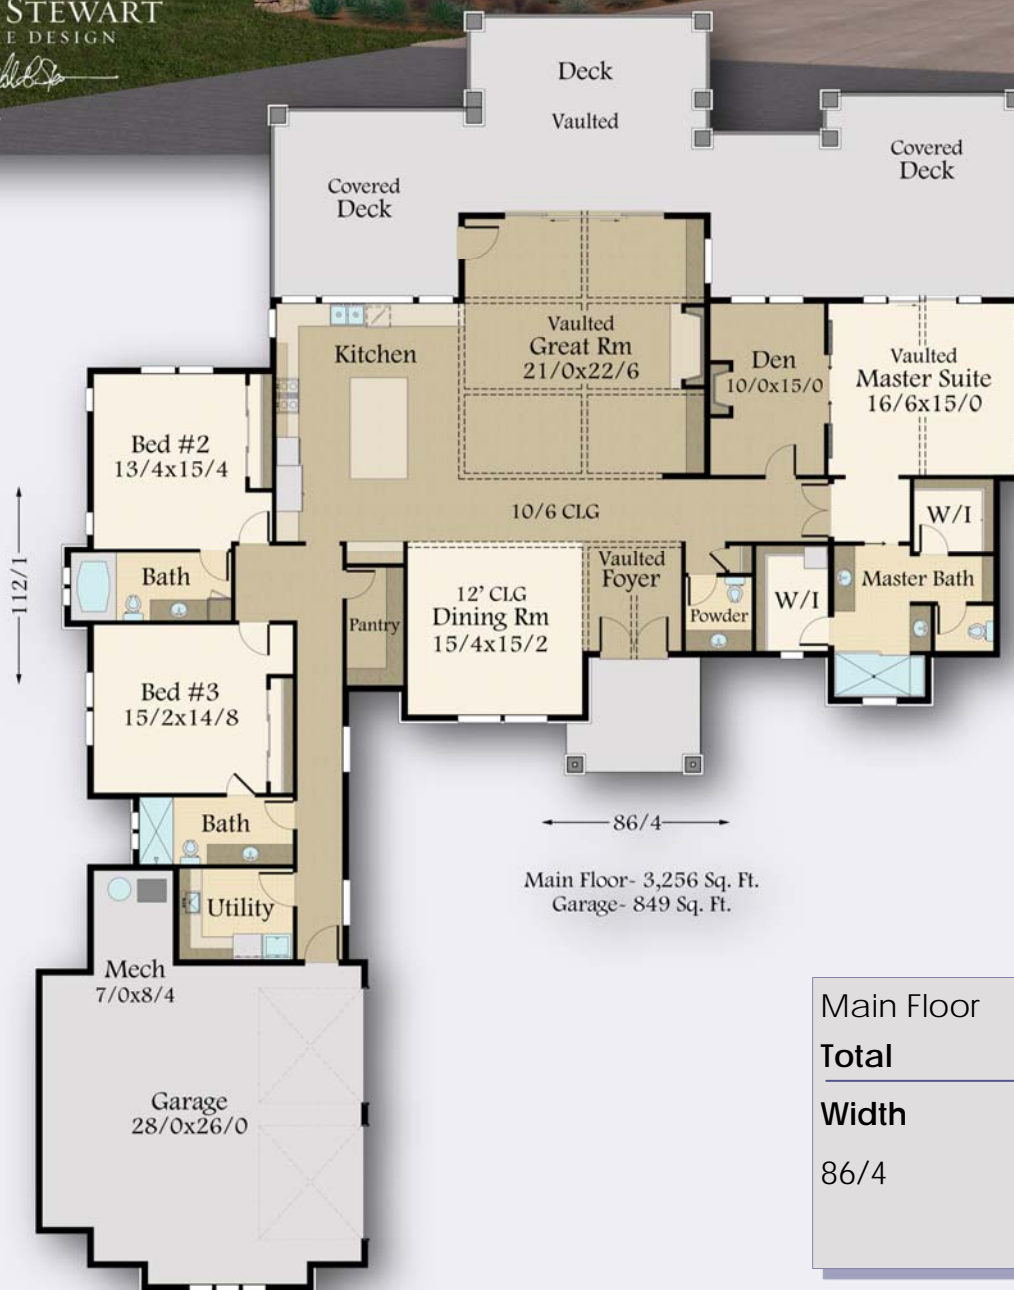 STEWART
E DESIGN
Deck
Vaulted
Covered
Deck
Covered
Deck
Kitchen
Vaulted
Great Rm
21/0x22/6
Den
10/0x15/0
Vaulted
Master Suite
16/6x15/0
Bed #2
13/4x15/4
10/6 CLG
W/I
112/1
Bath
Pantry
12' CLG
Dining Rm
15/4x15/2
Vaulted
Foyer
Powder
W/I
Master Bath
Bed #3
15/2x14/8
Bath
86/4
Main Floor- 3,256 Sq. Ft.
Garage- 849 Sq. Ft.
Utility
Mech
7/0x8/4
Garage
28/0x26/0
Main Floor
Total
Width
86/4